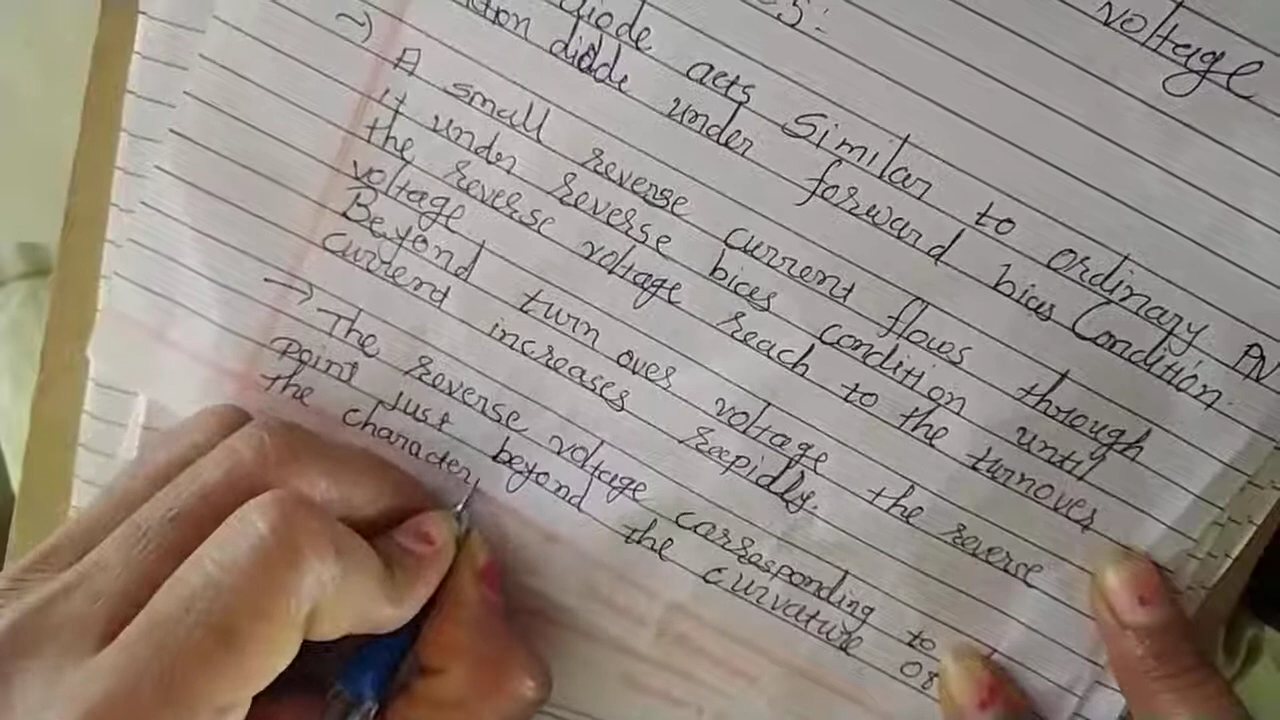 voltage
diode acts similar to ordinary PN
diode under forward bias Condition.
→ A small reverse current flows through
it under reverse bias condition until
the reverse voltage reach to the turnover
voltage
Beyond turn over voltage the reverse
current increases rapidly.
→ The reverse voltage corresponding to
point just beyond the curvature of
the character